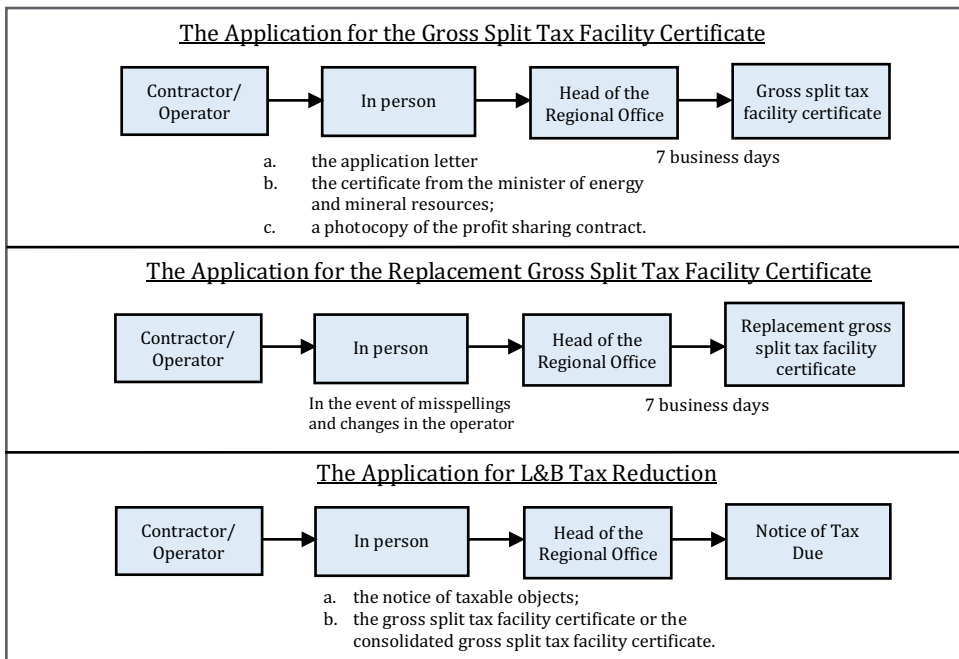 The Application for the Gross Split Tax Facility Certificate
Contractor/
Operator
In person
Head of the
Regional Office
Gross split tax
facility certificate
7 business days
a. the application letter
b. the certificate from the minister of energy
and mineral resources;
c. a photocopy of the profit sharing contract.
The Application for the Replacement Gross Split Tax Facility Certificate
Contractor/
Operator
In person
Head of the
Regional Office
Replacement gross
split tax facility
certificate
In the event of misspellings
and changes in the operator
7 business days
The Application for L&B Tax Reduction
Contractor/
Operator
In person
Head of the
Regional Office
Notice of Tax
Due
a. the notice of taxable objects;
b. the gross split tax facility certificate or the
consolidated gross split tax facility certificate.